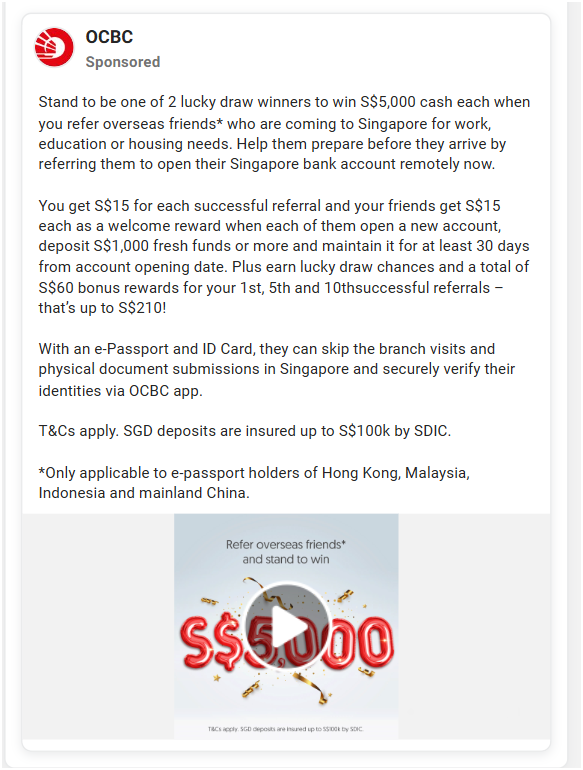 OCBC
Sponsored
Stand to be one of 2 lucky draw winners to win S$5,000 cash each when
you refer overseas friends* who are coming to Singapore for work,
education or housing needs. Help them prepare before they arrive by
referring them to open their Singapore bank account remotely now.
You get S$15 for each successful referral and your friends get S$15
each as a welcome reward when each of them open a new account,
deposit S$1,000 fresh funds or more and maintain it for at least 30 days
from account opening date. Plus earn lucky draw chances and a total of
S$60 bonus rewards for your 1st, 5th and 10thsuccessful referrals –
that’s up to S$210!
With an e-Passport and ID Card, they can skip the branch visits and
physical document submissions in Singapore and securely verify their
identities via OCBC app.
T&Cs apply. SGD deposits are insured up to S$100k by SDIC.
*Only applicable to e-passport holders of Hong Kong, Malaysia,
Indonesia and mainland China.
Refer overseas friends*
and stand to win
S$5,000
T&Cs apply. SGD deposits are insured up to S$100k by SDIC.